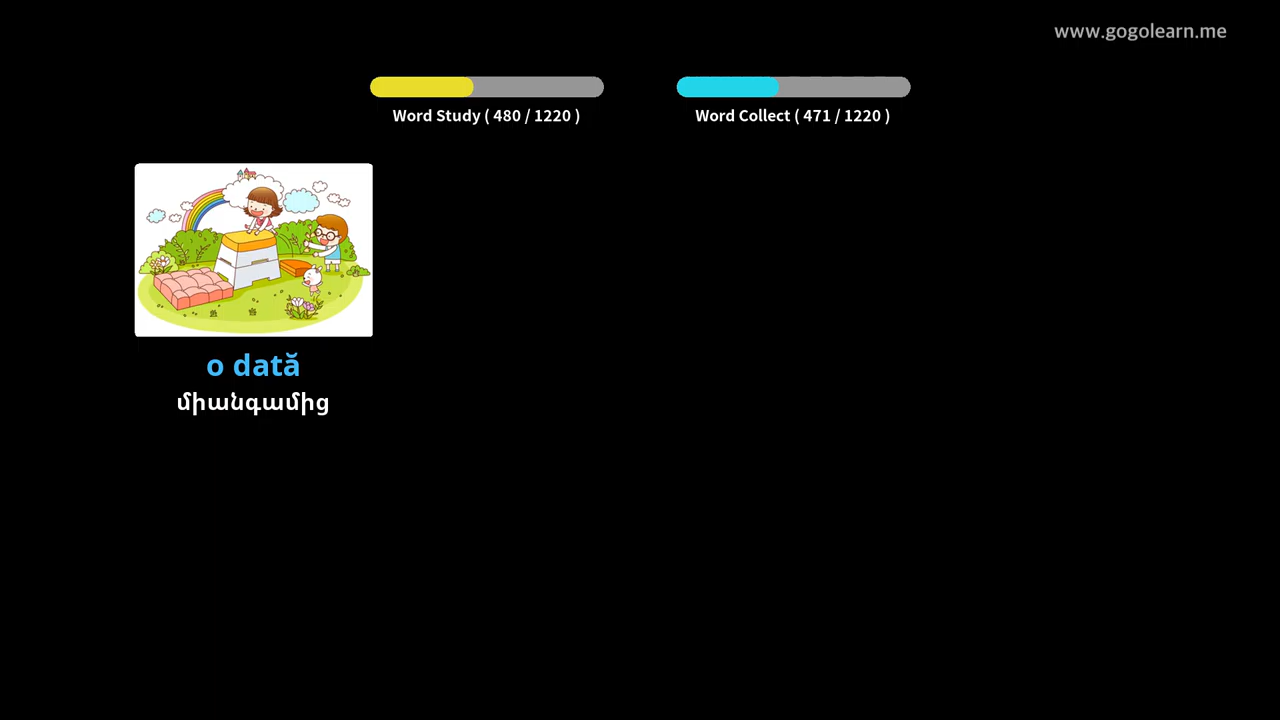 www.gogolearn.me
Word Study ( 480 / 1220 )
Word Collect ( 471 / 1220 )
o dată
միանգամից